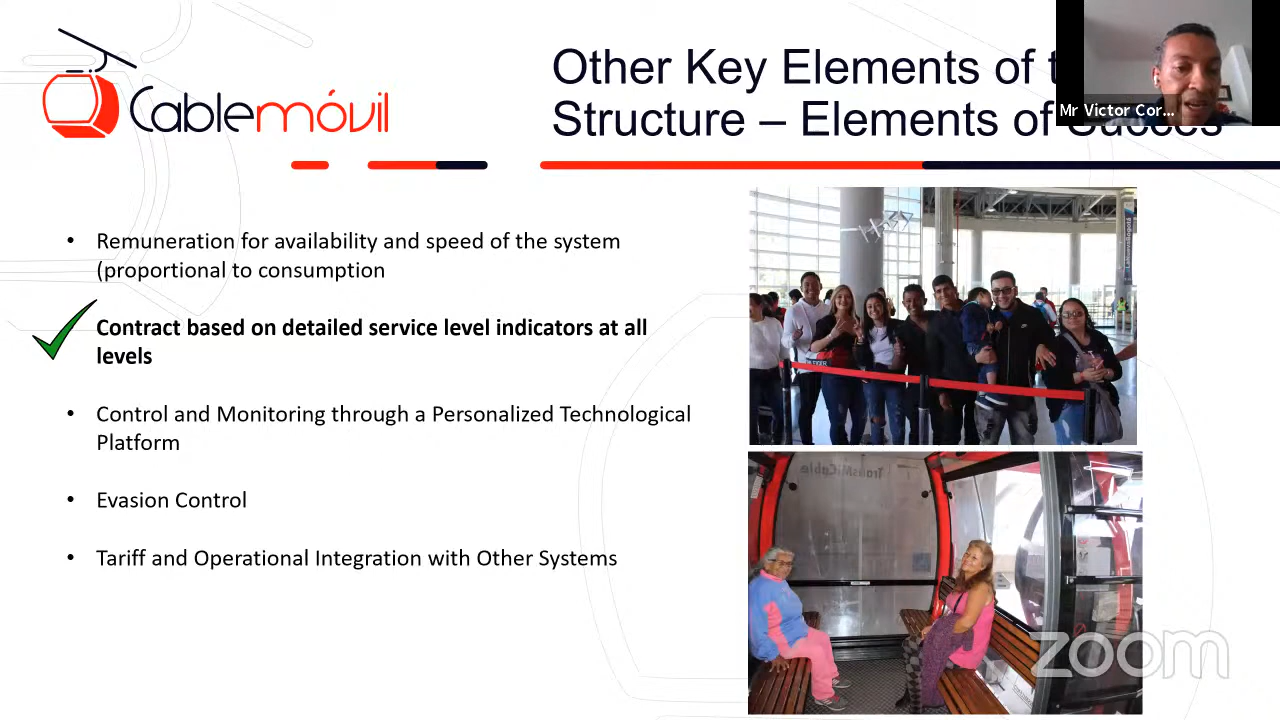 Cablemóvil
Other Key Elements of t
Structure – Elements of Succes
Mr Victor Cor...
• Remuneration for availability and speed of the system
(proportional to consumption
Contract based on detailed service level indicators at all
levels
• Control and Monitoring through a Personalized Technological
Platform
• Evasion Control
• Tariff and Operational Integration with Other Systems
TransMiCable
zoom